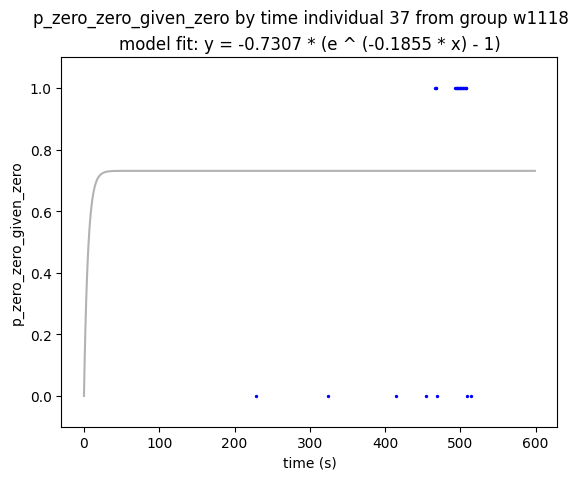 p_zero_zero_given_zero by time individual 37 from group w1118
model fit: y = -0.7307 * (e ^ (-0.1855 * x) - 1)
p_zero_zero_given_zero
1.0
0.8
0.6
0.4
0.2
0.0
0 100 200 300 400 500 600
time (s)